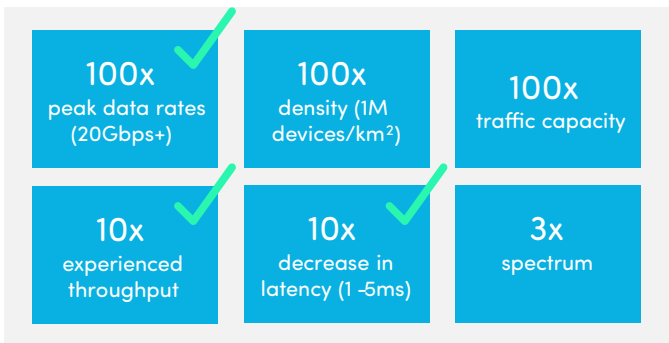 100x
peak data rates
(20Gbps+)
100x
density (1M
devices/km²)
100x
traffic capacity
10x
experienced
throughput
10x
decrease in
latency (1 -5ms)
3x
spectrum